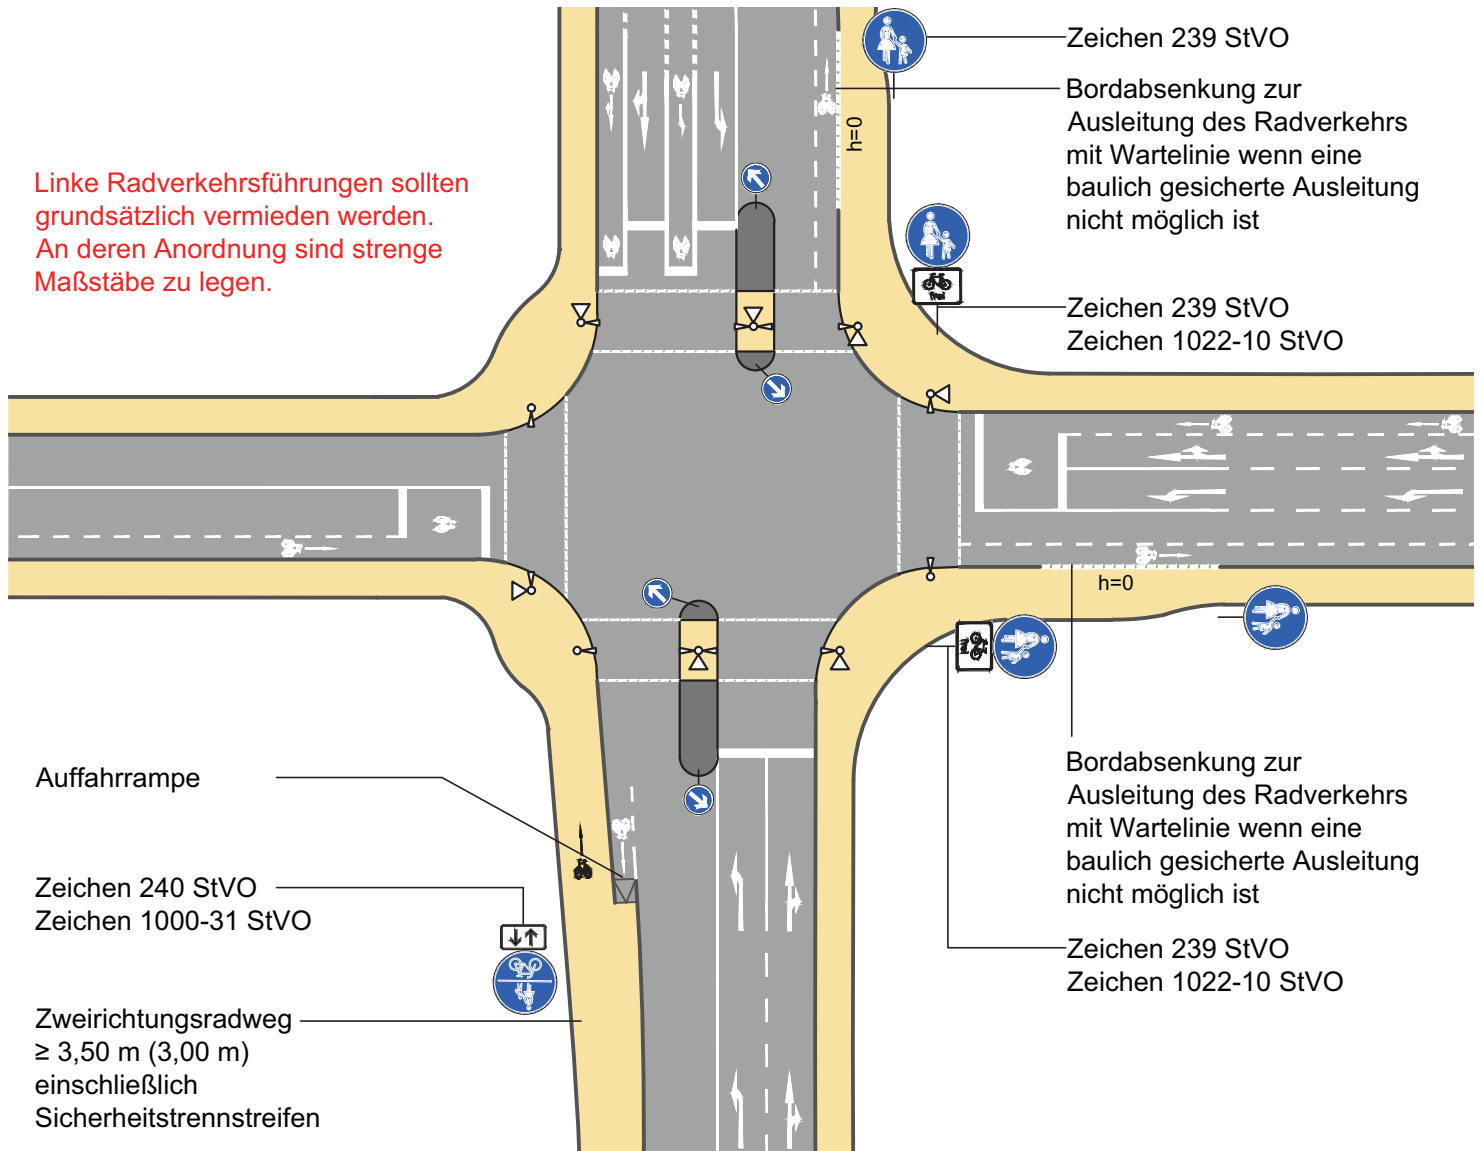 Zeichen 239 StVO
Bordabsenkung zur
Ausleitung des Radverkehrs
mit Wartelinie wenn eine
baulich gesicherte Ausleitung
nicht möglich ist
h=0
Linke Radverkehrsführungen sollten
grundsätzlich vermieden werden.
An deren Anordnung sind strenge
Maßstäbe zu legen.
frei
Zeichen 239 StVO
Zeichen 1022-10 StVO
h=0
frei
Bordabsenkung zur
Ausleitung des Radverkehrs
mit Wartelinie wenn eine
baulich gesicherte Ausleitung
nicht möglich ist
Zeichen 239 StVO
Zeichen 1022-10 StVO
Auffahrrampe
Zeichen 240 StVO
Zeichen 1000-31 StVO
Zweirichtungsradweg
≥ 3,50 m (3,00 m)
einschließlich
Sicherheitstrennstreifen